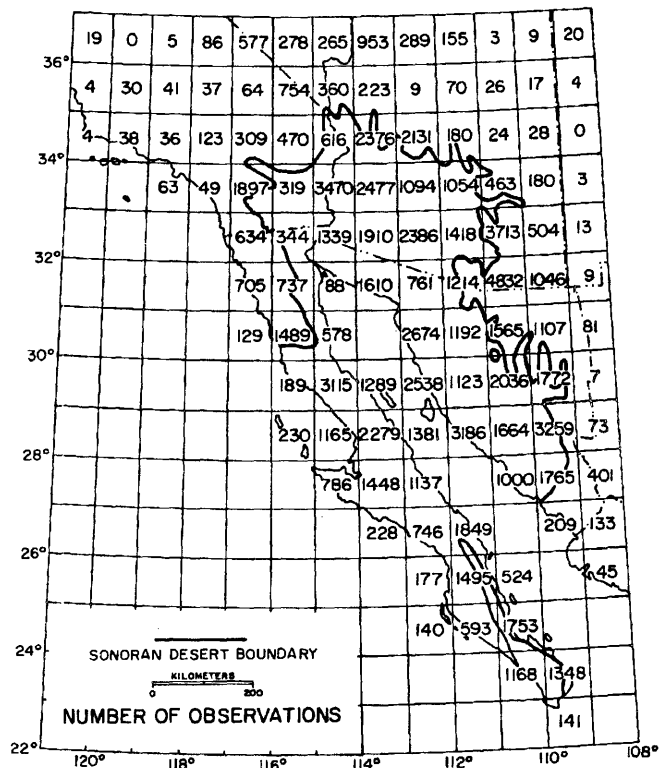 19 0 5 86 577 278 265 953 289 155 3 9 20
36°
4 30 41 37 64 754 360 223 9 70 26 17 4
4 38 36 123 309 470 616 2376 2131 180 24 28 0
34°
63 49 1897 319 3470 2477 1094 1054 463 180 3
634 344 1339 1910 2386 1418 3713 504 13
32°
705 737 88 1610 761 1214 4832 1046 9
129 1489 578 2674 1192 1565 1107 81
30°
189 3115 1289 2538 1123 2036 1772 7
230 1165 2279 1381 3186 1664 3259 73
28°
786 1448 1137 1000 1765 401
228 746 1849 209 133
26°
177 1495 524 45
140 593 1753
24°
SONORAN DESERT BOUNDARY
KILOMETERS
0 200
1168 1348
NUMBER OF OBSERVATIONS
141
22°
120° 118° 116° 114° 112° 110° 108°